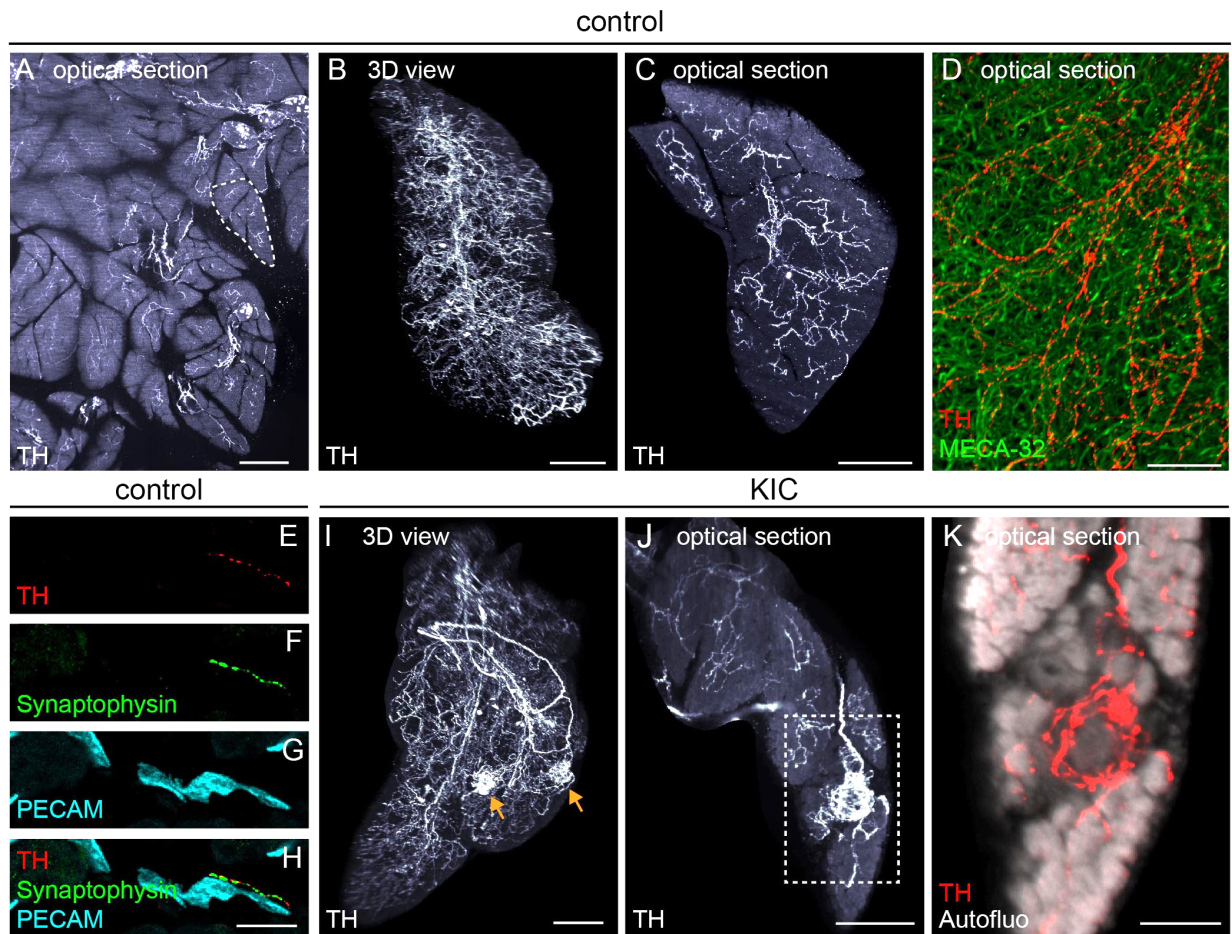 control
A optical section
TH
B 3D view
TH
C optical section
TH
D optical section
TH
MECA-32
control
KIC
E
TH
F
Synaptophysin
G
PECAM
H
TH
Synaptophysin
PECAM
I 3D view
TH
J optical section
TH
K optical section
TH
Autofluo